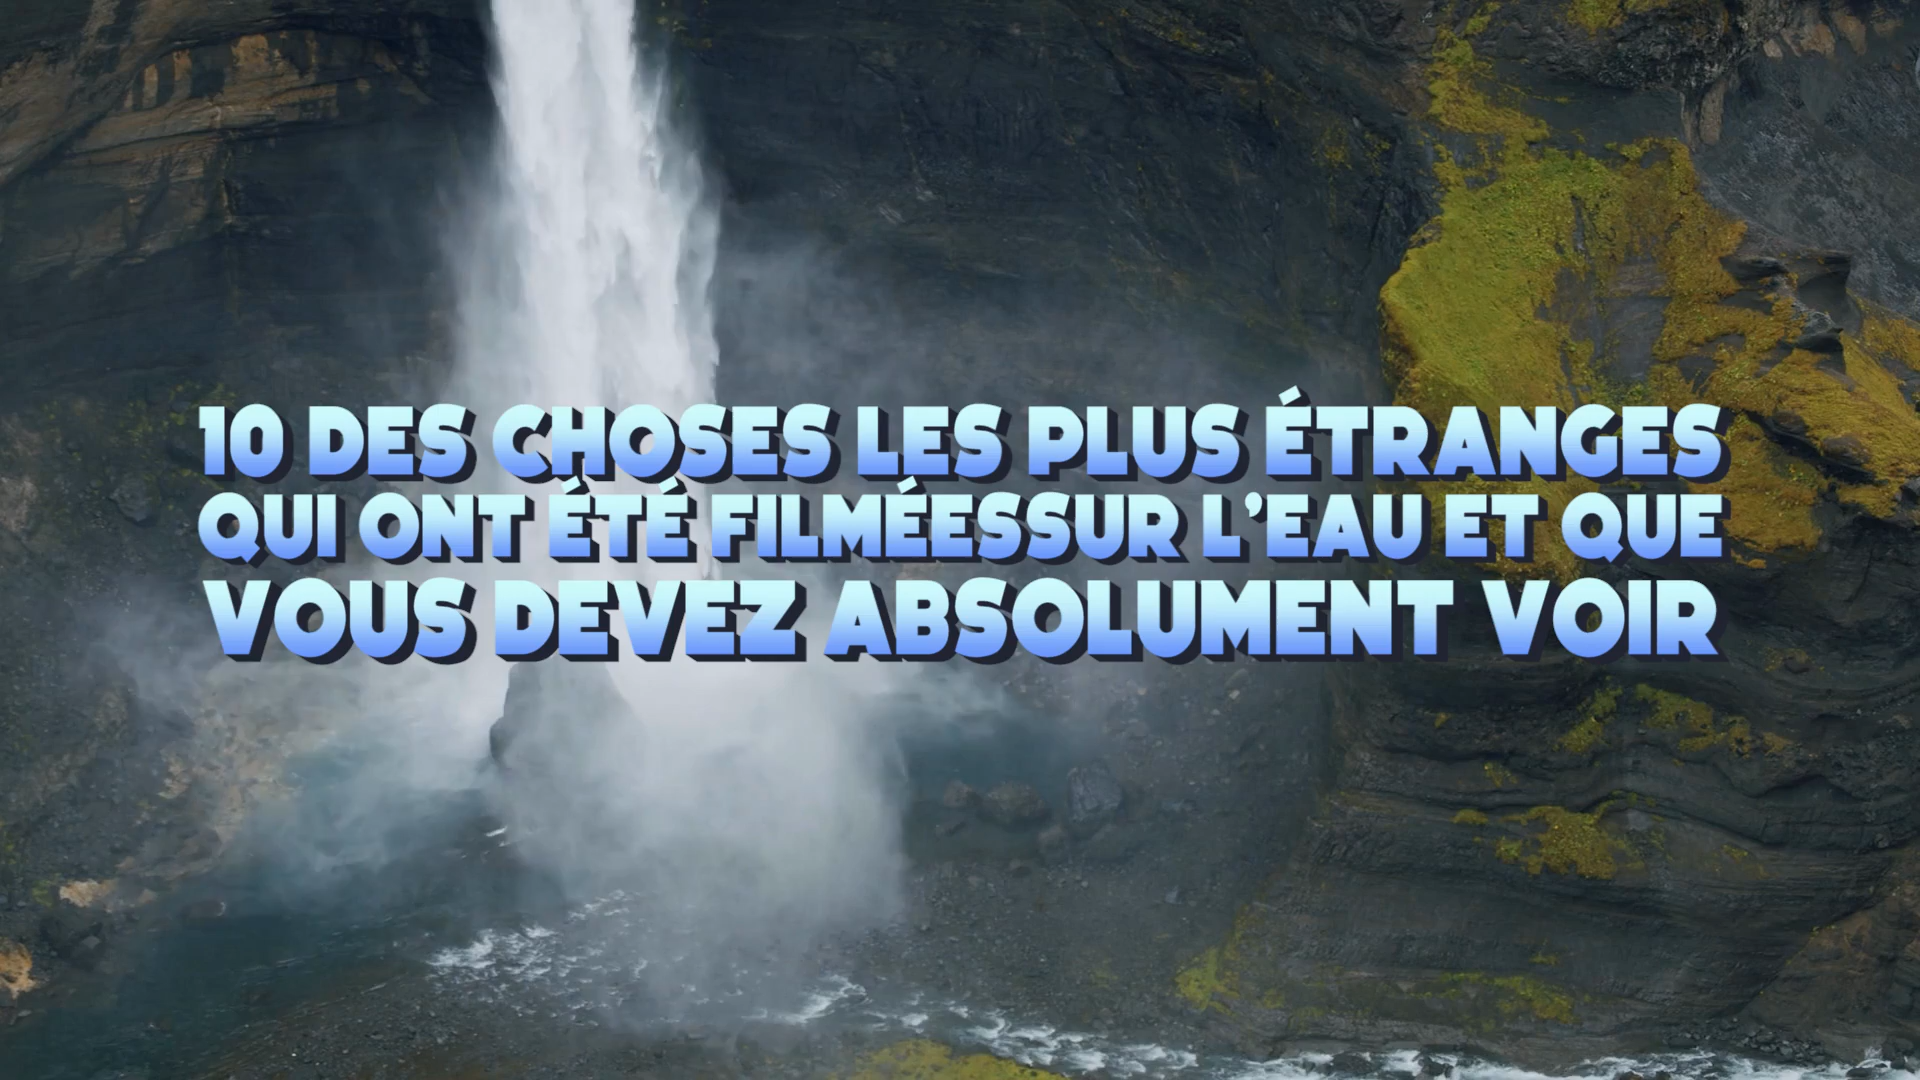 10 DES CHOSES LES PLUS ÉTRANGES
QUI ONT ÉTÉ FILMÉESSUR L'EAU ET QUE
VOUS DEVEZ ABSOLUMENT VOIR